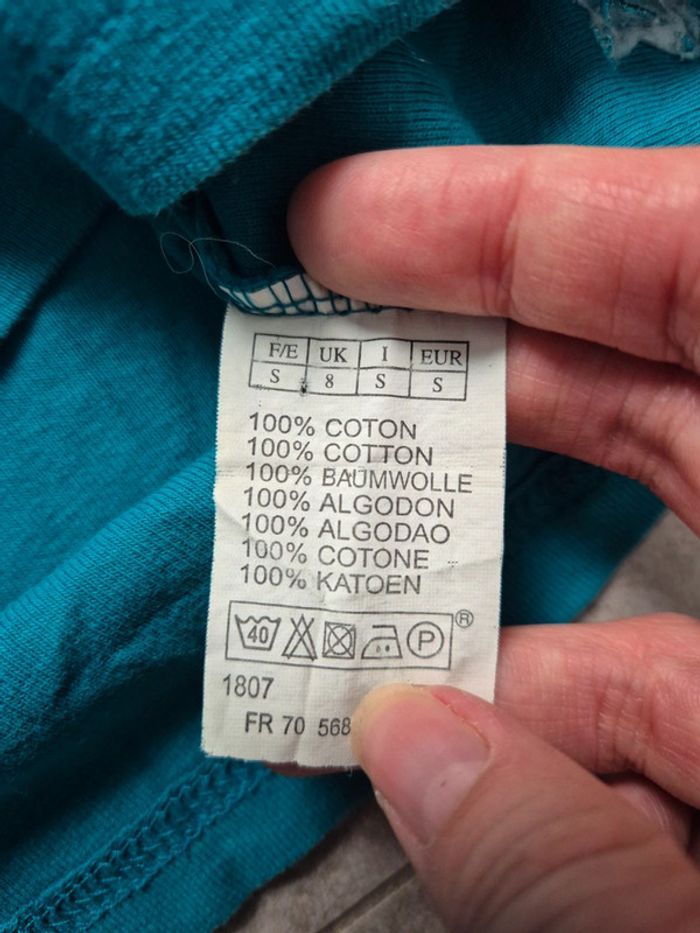 F/E UK I EUR
S 8 S S
100% COTON
100% COTTON
100% BAUMWOLLE
100% ALGODON
100% ALGODAO
100% COTONE
100% KATOEN
40 P ®
1807
FR 70 568